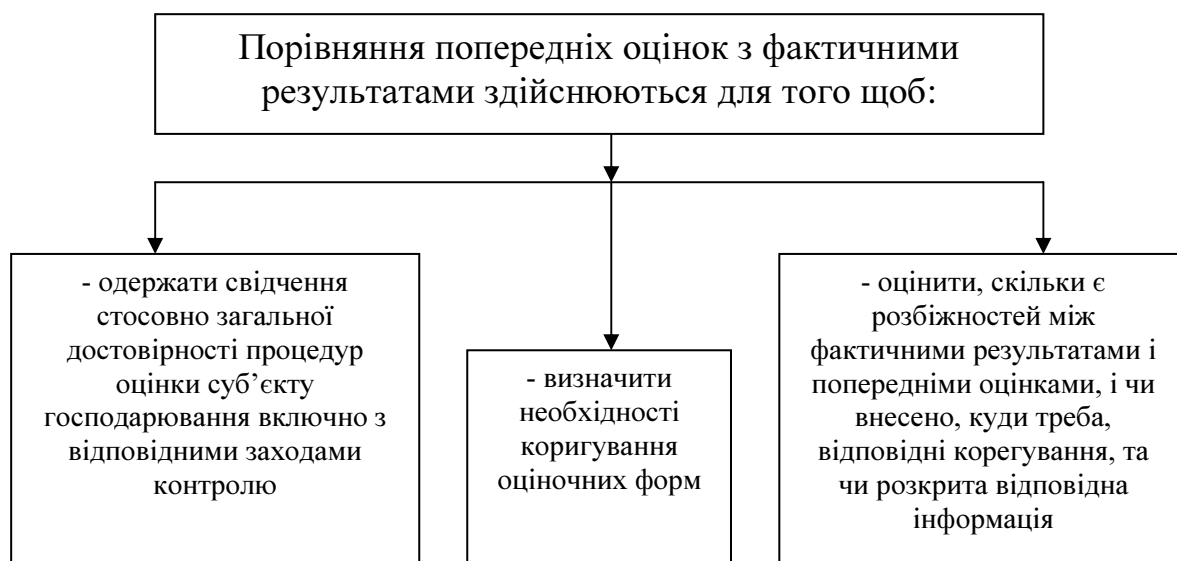 Порівняння попередніх оцінок з фактичними
результатами здійснюються для того щоб:
- одержати свідчення
стосовно загальної
достовірності процедур
оцінки суб’єкту
господарювання включно з
відповідними заходами
контролю
- визначити
необхідності
коригування
оціночних форм
- оцінити, скільки є
розбіжностей між
фактичними результатами і
попередніми оцінками, і чи
внесено, куди треба,
відповідні корегування, та
чи розкрита відповідна
інформація